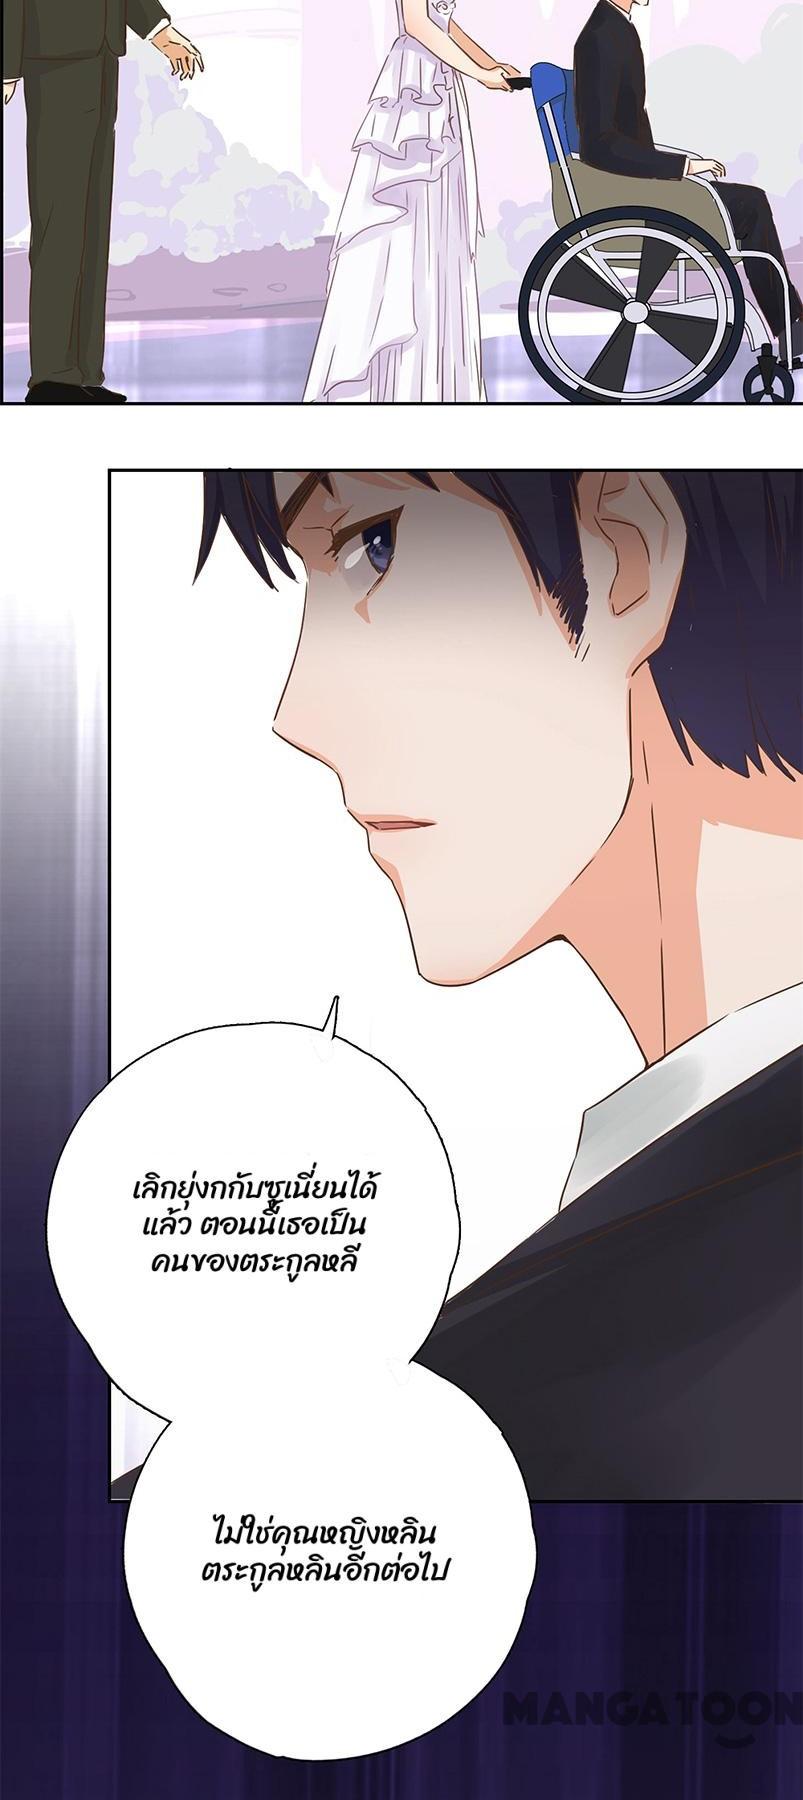 เลิกยุ่งกกับซูเนี่ยนได้
แล้ว ตอนนี้เธอเป็น
คนของตระกูลหลี
ไม่ใช่คุณหญิงหลิน
ตระกูลหลินอีกต่อไป
MANGATOON